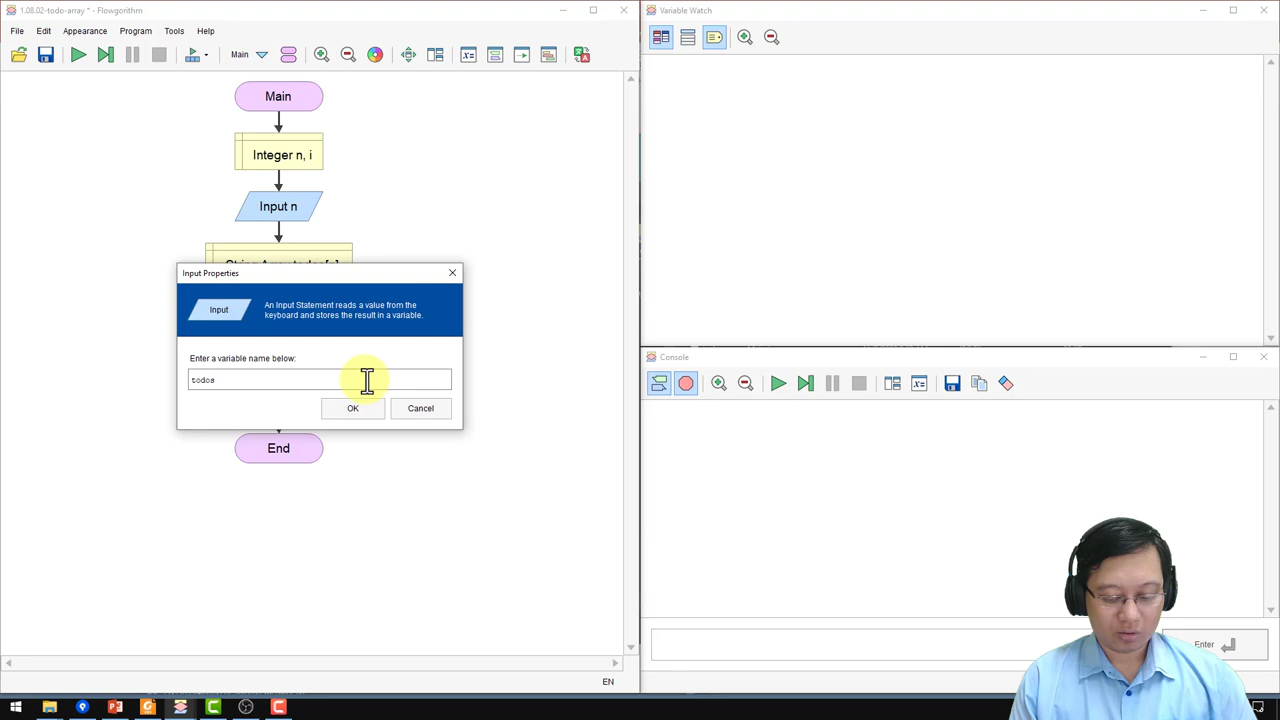 1.08.02-todo-array * - Flowgorithm
File Edit Appearance Program Tools Help
Main
Main
Integer n, i
Input n
Input Properties
Input
An Input Statement reads a value from the
keyboard and stores the result in a variable.
Enter a variable name below:
todos
OK Cancel
End
EN
Variable Watch
Console
Enter